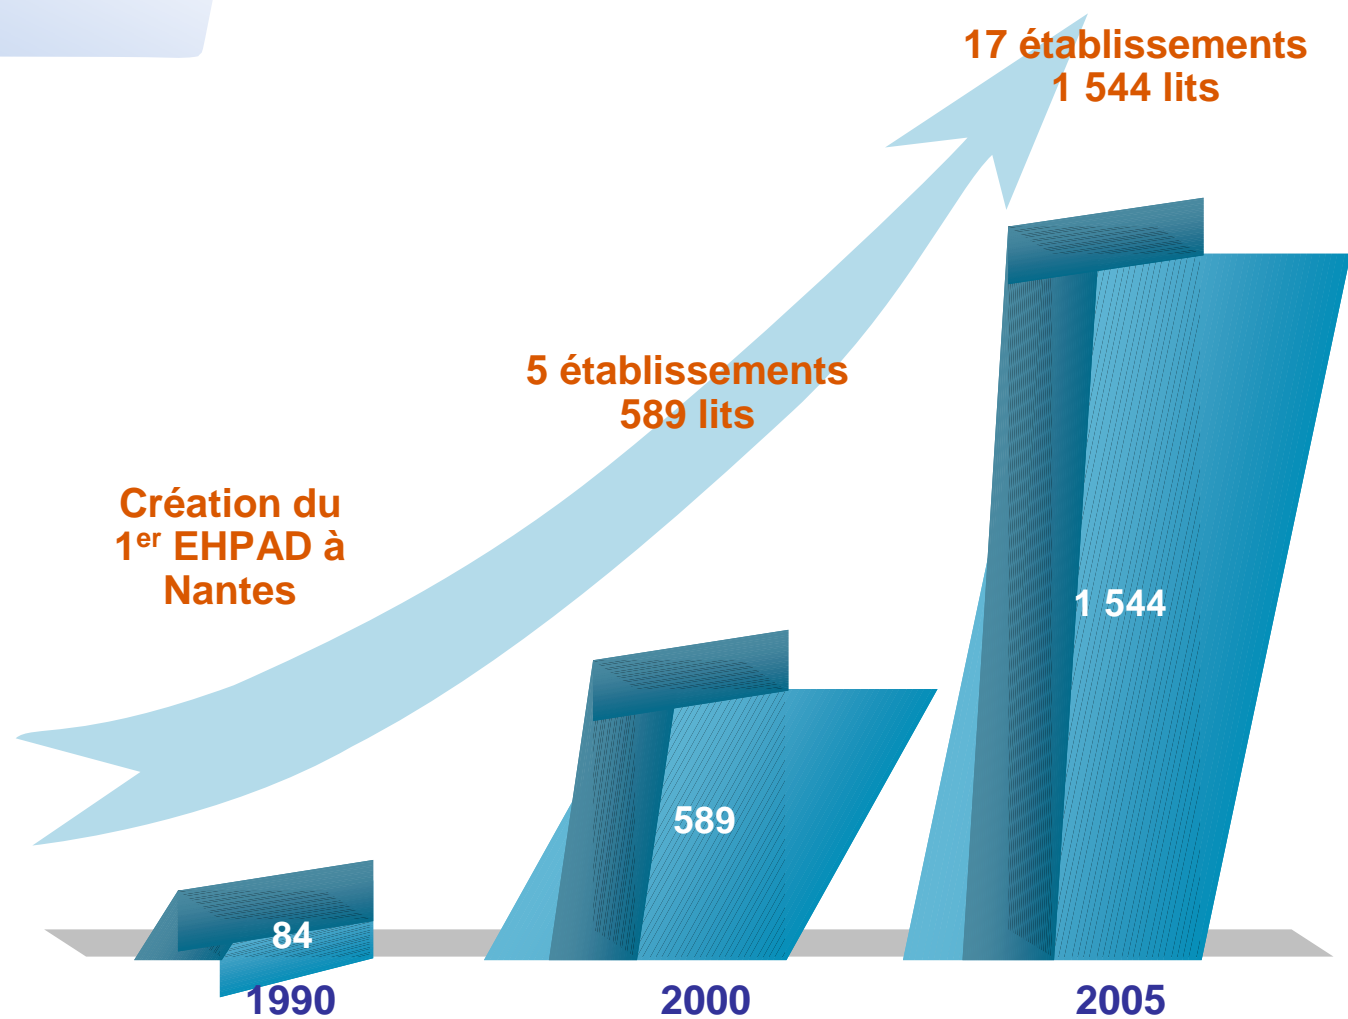 17 établissements
1 544 lits
5 établissements
589 lits
Création du
1er EHPAD à
Nantes
1 544
589
84
1990
2000
2005